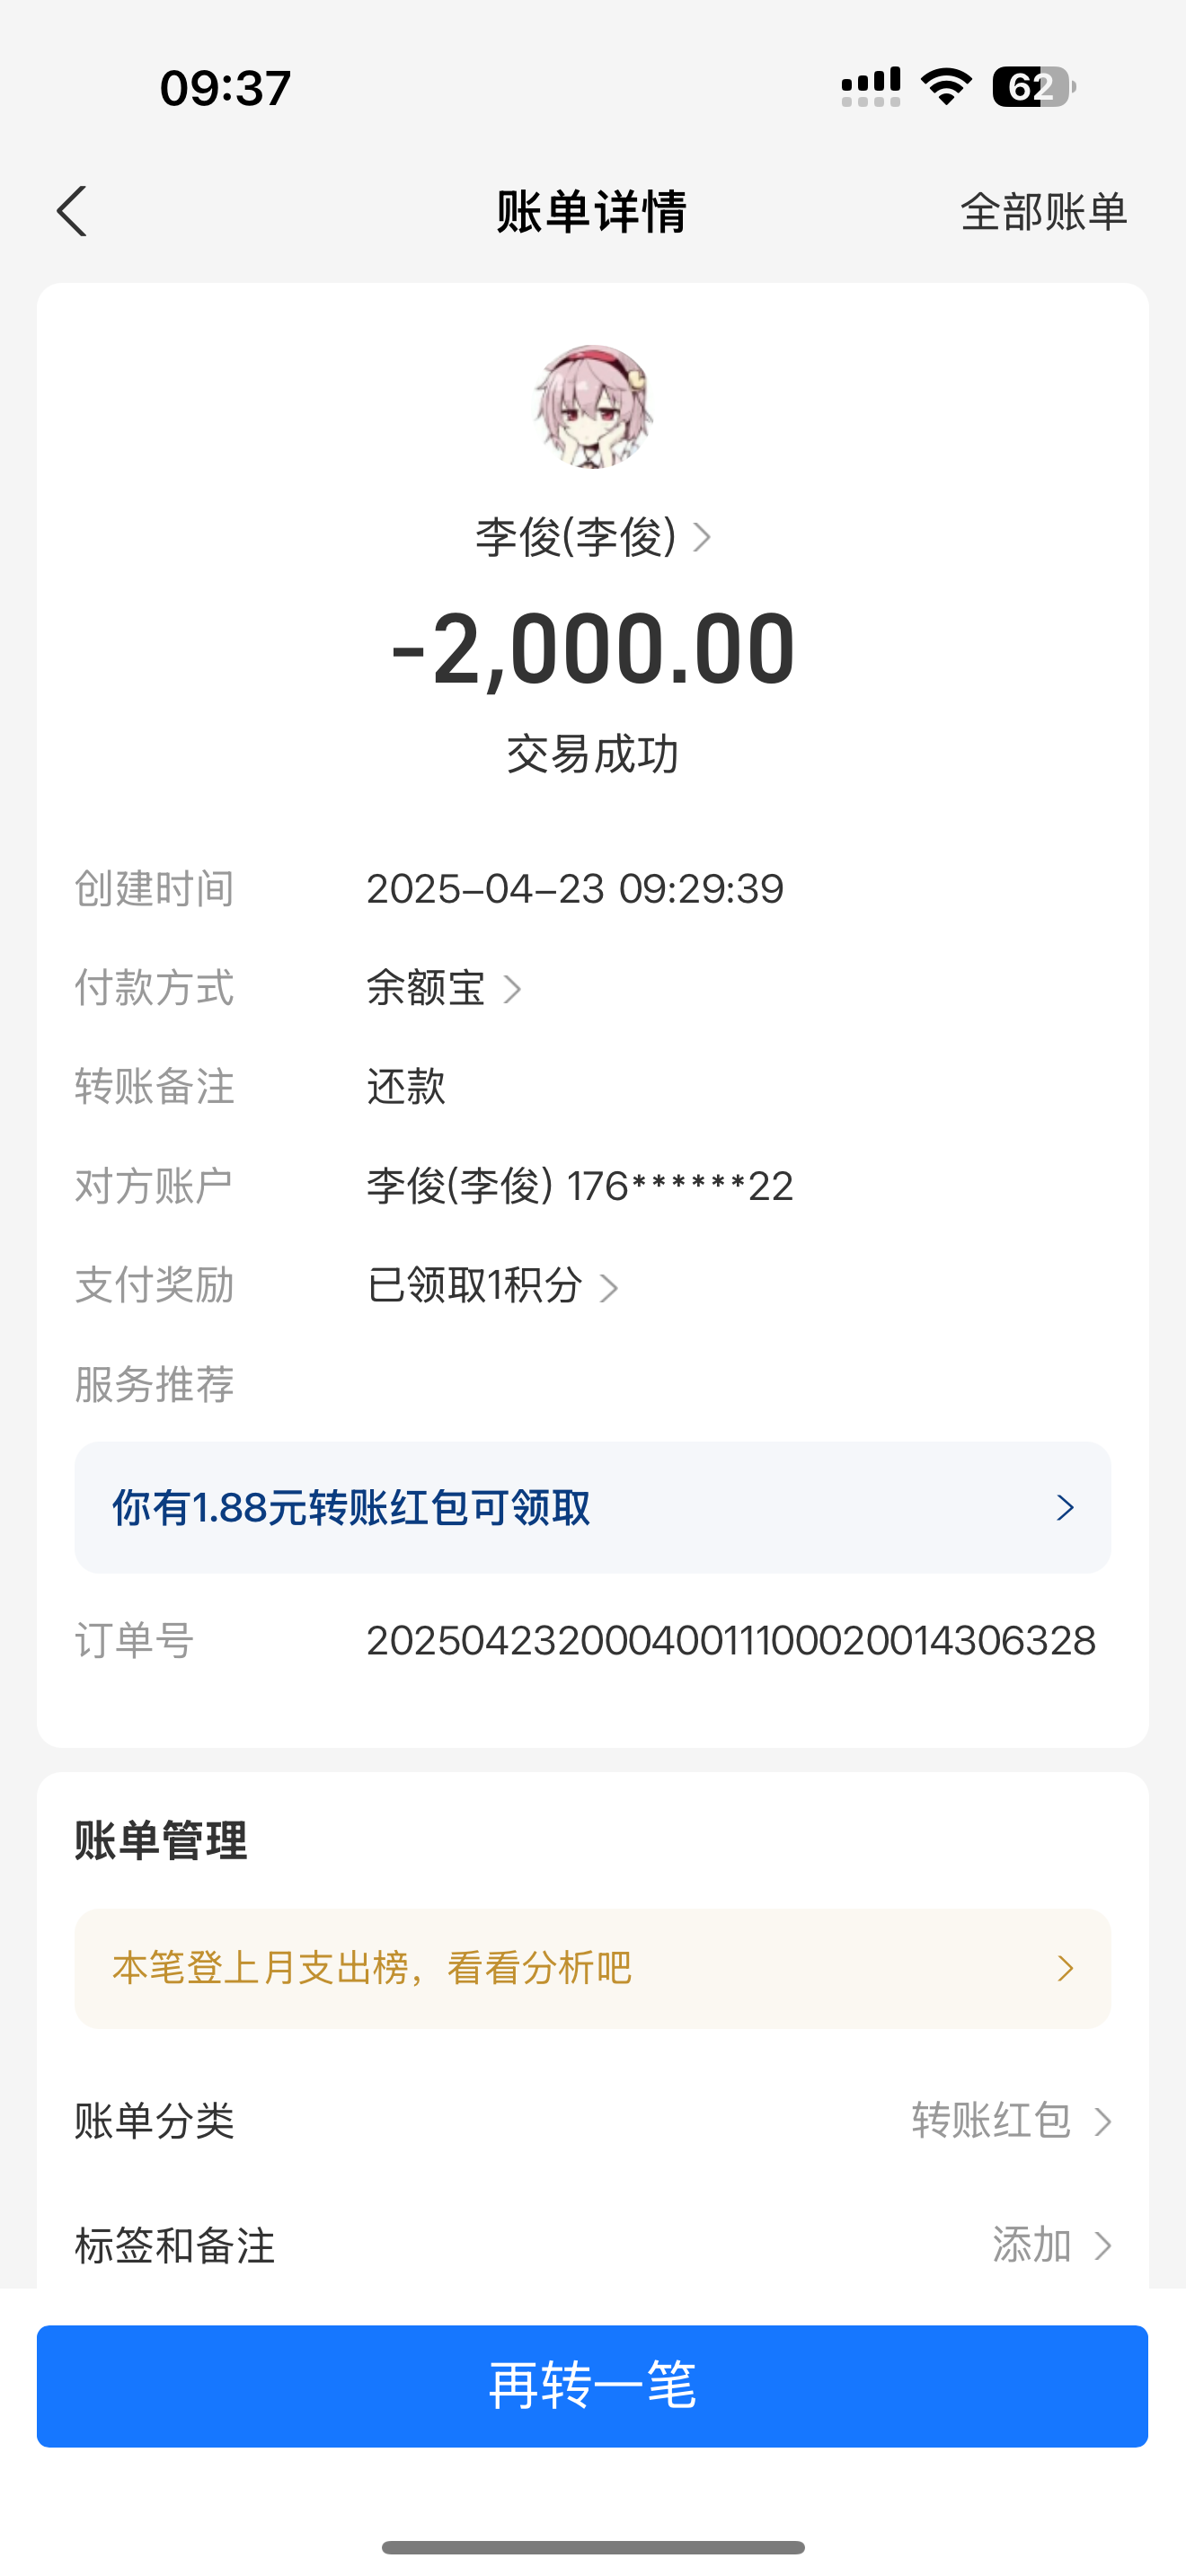 09:37
62
账单详情
全部账单
李俊(李俊)
-2,000.00
交易成功
创建时间 2025-04-23 09:29:39
付款方式 余额宝
转账备注 还款
对方账户 李俊(李俊) 176******22
支付奖励 已领取1积分
服务推荐
你有1.88元转账红包可领取
订单号 20250423200040011100020014306328
账单管理
本笔登上月支出榜，看看分析吧
账单分类 转账红包
标签和备注 添加
再转一笔